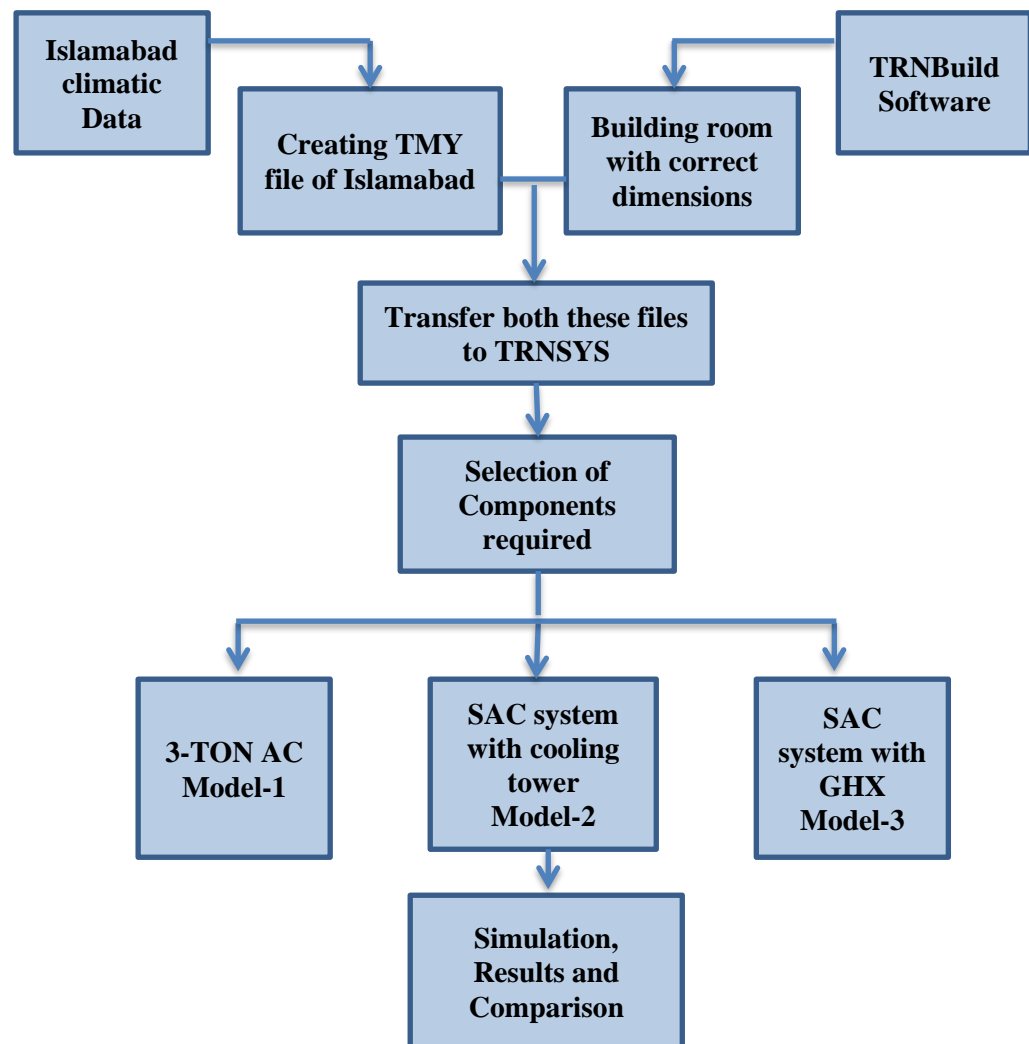 Islamabad
climatic
Data
TRNBuild
Software
Creating TMY
file of Islamabad
Building room
with correct
dimensions
Transfer both these files
to TRNSYS
Selection of
Components
required
3-TON AC
Model-1
SAC system
with cooling
tower
Model-2
SAC
system with
GHX
Model-3
Simulation,
Results and
Comparison